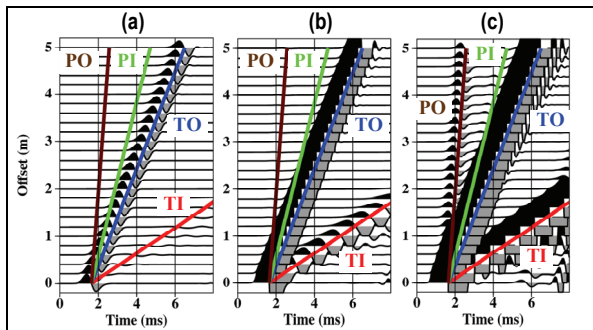 (a) (b) (c)
5 5 5
PO PI PO PI PI
PO
4 4 4
TO TO TO
3 3 3
Offset (m)
2 2 2
TI
1 1 1
TI TI
0 0 0
0 2 4 6 0 2 4 6 0 2 4 6
Time (ms) Time (ms) Time (ms)